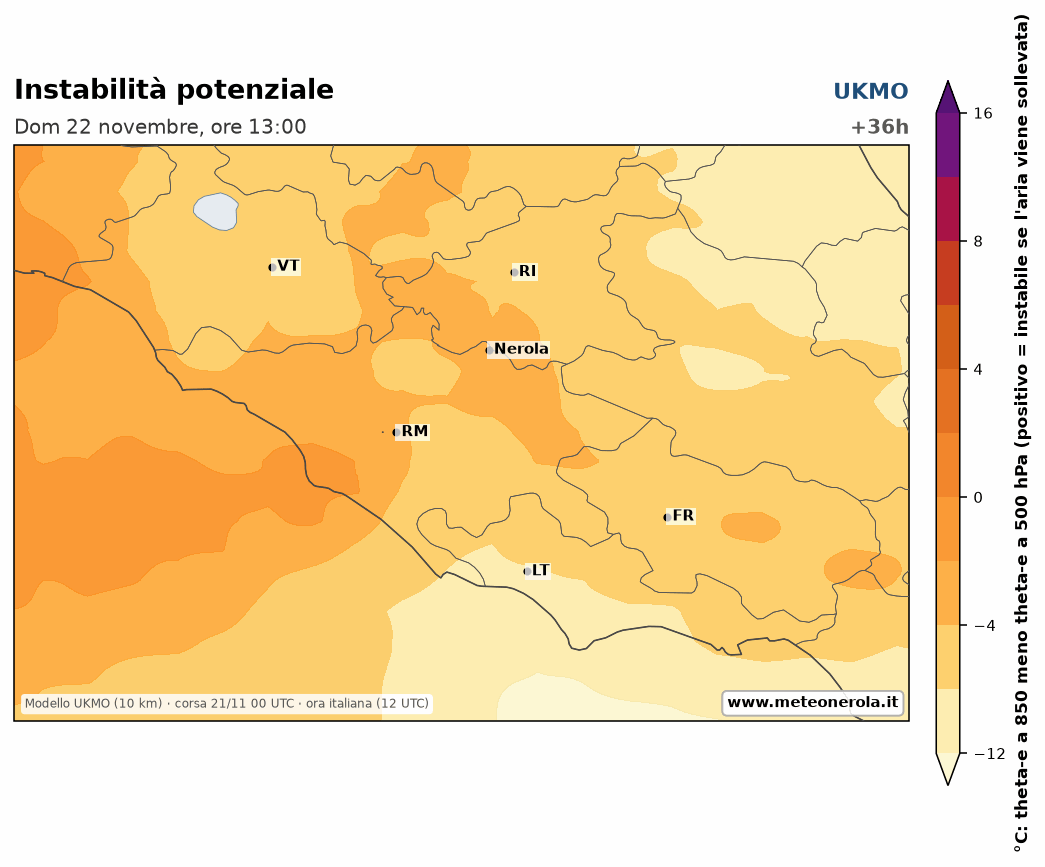 Instabilità potenziale
UKMO
Dom 22 novembre, ore 13:00
+36h
VT
RI
Nerola
RM
FR
LT
Modello UKMO (10 km) · corsa 21/11 00 UTC · ora italiana (12 UTC)
www.meteonerola.it
16
8
4
0
−4
−12
°C: theta-e a 850 meno theta-e a 500 hPa (positivo = instabile se l'aria viene sollevata)